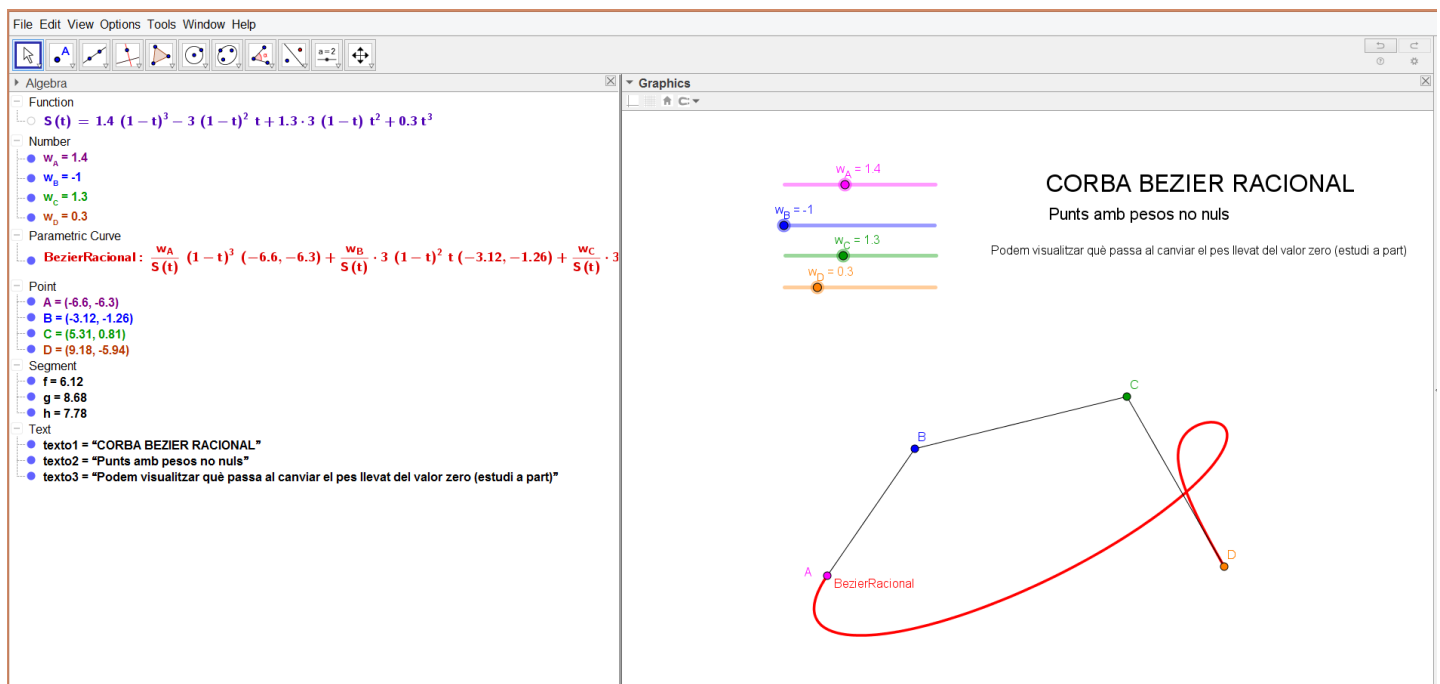 File Edit View Options Tools Window Help
A
α
a=2
Algebra
Function
S(t) = 1.4 (1−t)³ − 3 (1−t)² t + 1.3·3 (1−t) t² + 0.3 t³
Number
w_A = 1.4
w_B = -1
w_C = 1.3
w_D = 0.3
Parametric Curve
BezierRacional: w_A/S(t) (1−t)³ (−6.6, −6.3) + w_B/S(t) · 3 (1−t)² t (−3.12, −1.26) + w_C/S(t) · 3
Point
A = (-6.6, -6.3)
B = (-3.12, -1.26)
C = (5.31, 0.81)
D = (9.18, -5.94)
Segment
f = 6.12
g = 8.68
h = 7.78
Text
texto1 = “CORBA BEZIER RACIONAL”
texto2 = “Punts amb pesos no nuls”
texto3 = “Podem visualitzar què passa al canviar el pes llevat del valor zero (estudi a part)”
Graphics
w_A = 1.4
w_B = -1
w_C = 1.3
w_D = 0.3
CORBA BEZIER RACIONAL
Punts amb pesos no nuls
Podem visualitzar què passa al canviar el pes llevat del valor zero (estudi a part)
C
B
D
A
BezierRacional